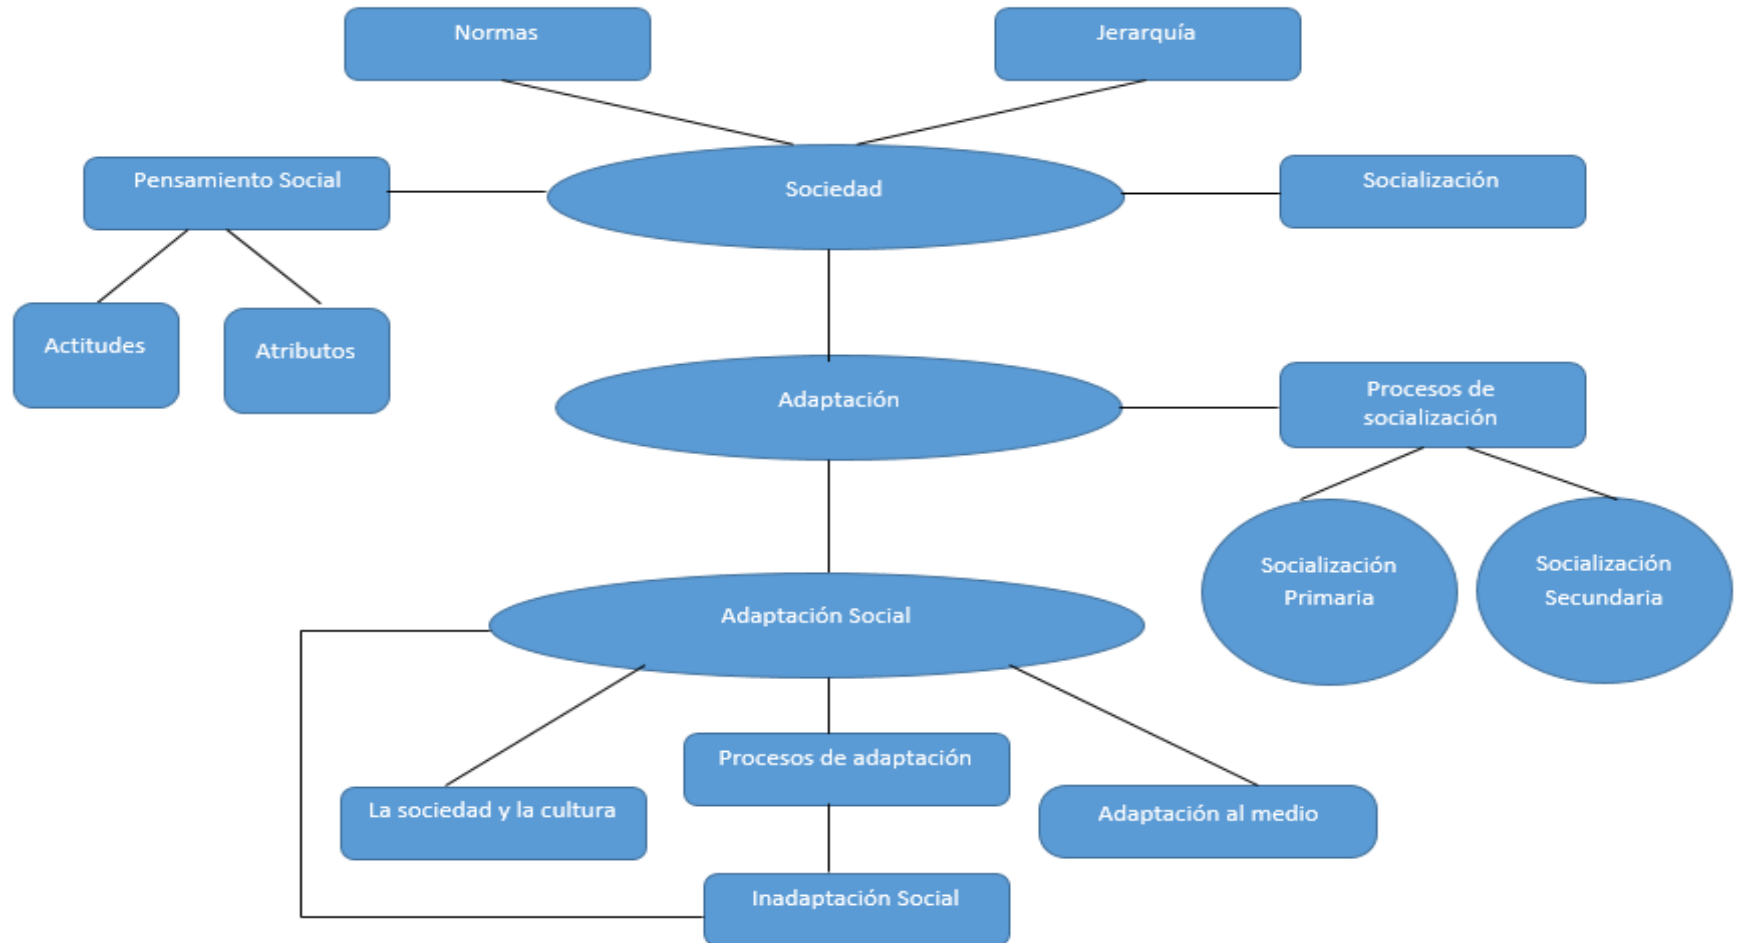 Normas
Jerarquía
Pensamiento Social
Sociedad
Socialización
Actitudes
Atributos
Adaptación
Procesos de
socialización
Socialización
Primaria
Socialización
Secundaria
Adaptación Social
Procesos de adaptación
La sociedad y la cultura
Adaptación al medio
Inadaptación Social